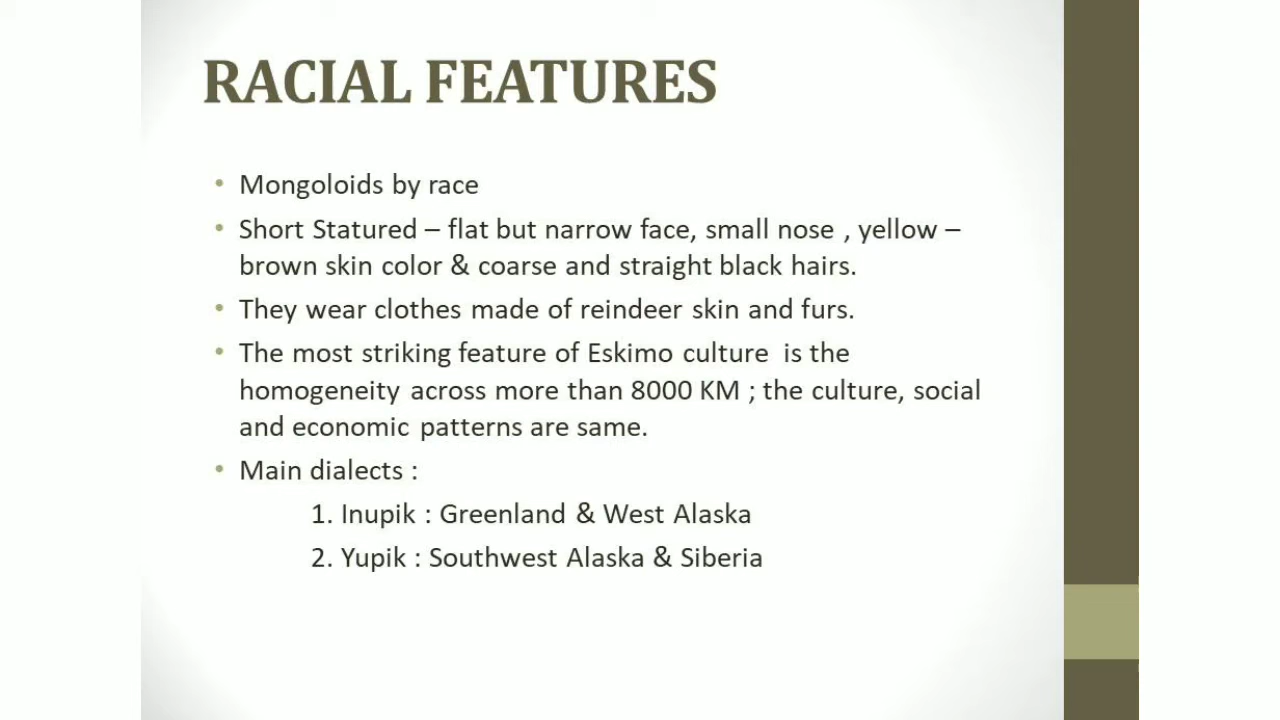 RACIAL FEATURES
• Mongoloids by race
• Short Statured – flat but narrow face, small nose , yellow –
brown skin color & coarse and straight black hairs.
• They wear clothes made of reindeer skin and furs.
• The most striking feature of Eskimo culture is the
homogeneity across more than 8000 KM ; the culture, social
and economic patterns are same.
• Main dialects :
1. Inupik : Greenland & West Alaska
2. Yupik : Southwest Alaska & Siberia